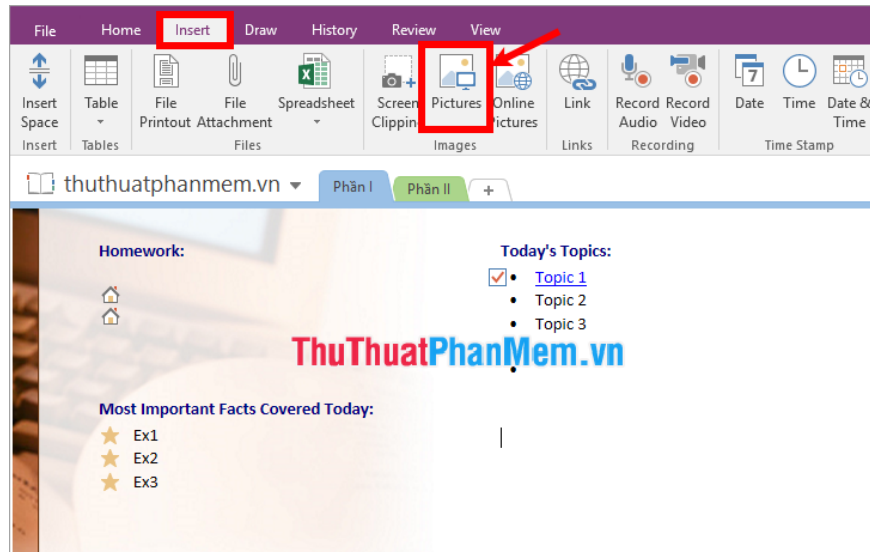 File Home Insert Draw History Review View
Insert Space
Table
File Printout
File Attachment
Spreadsheet
Screen Clipping
Pictures
Online Pictures
Link
Record Audio
Record Video
Date
Time
Date & Time
Insert Tables Files Images Links Recording Time Stamp
thuthuatphanmem.vn Phần I Phần II +
Homework: Today's Topics:
Topic 1
Topic 2
Topic 3
ThuThuatPhanMem.vn
Most Important Facts Covered Today:
Ex1
Ex2
Ex3